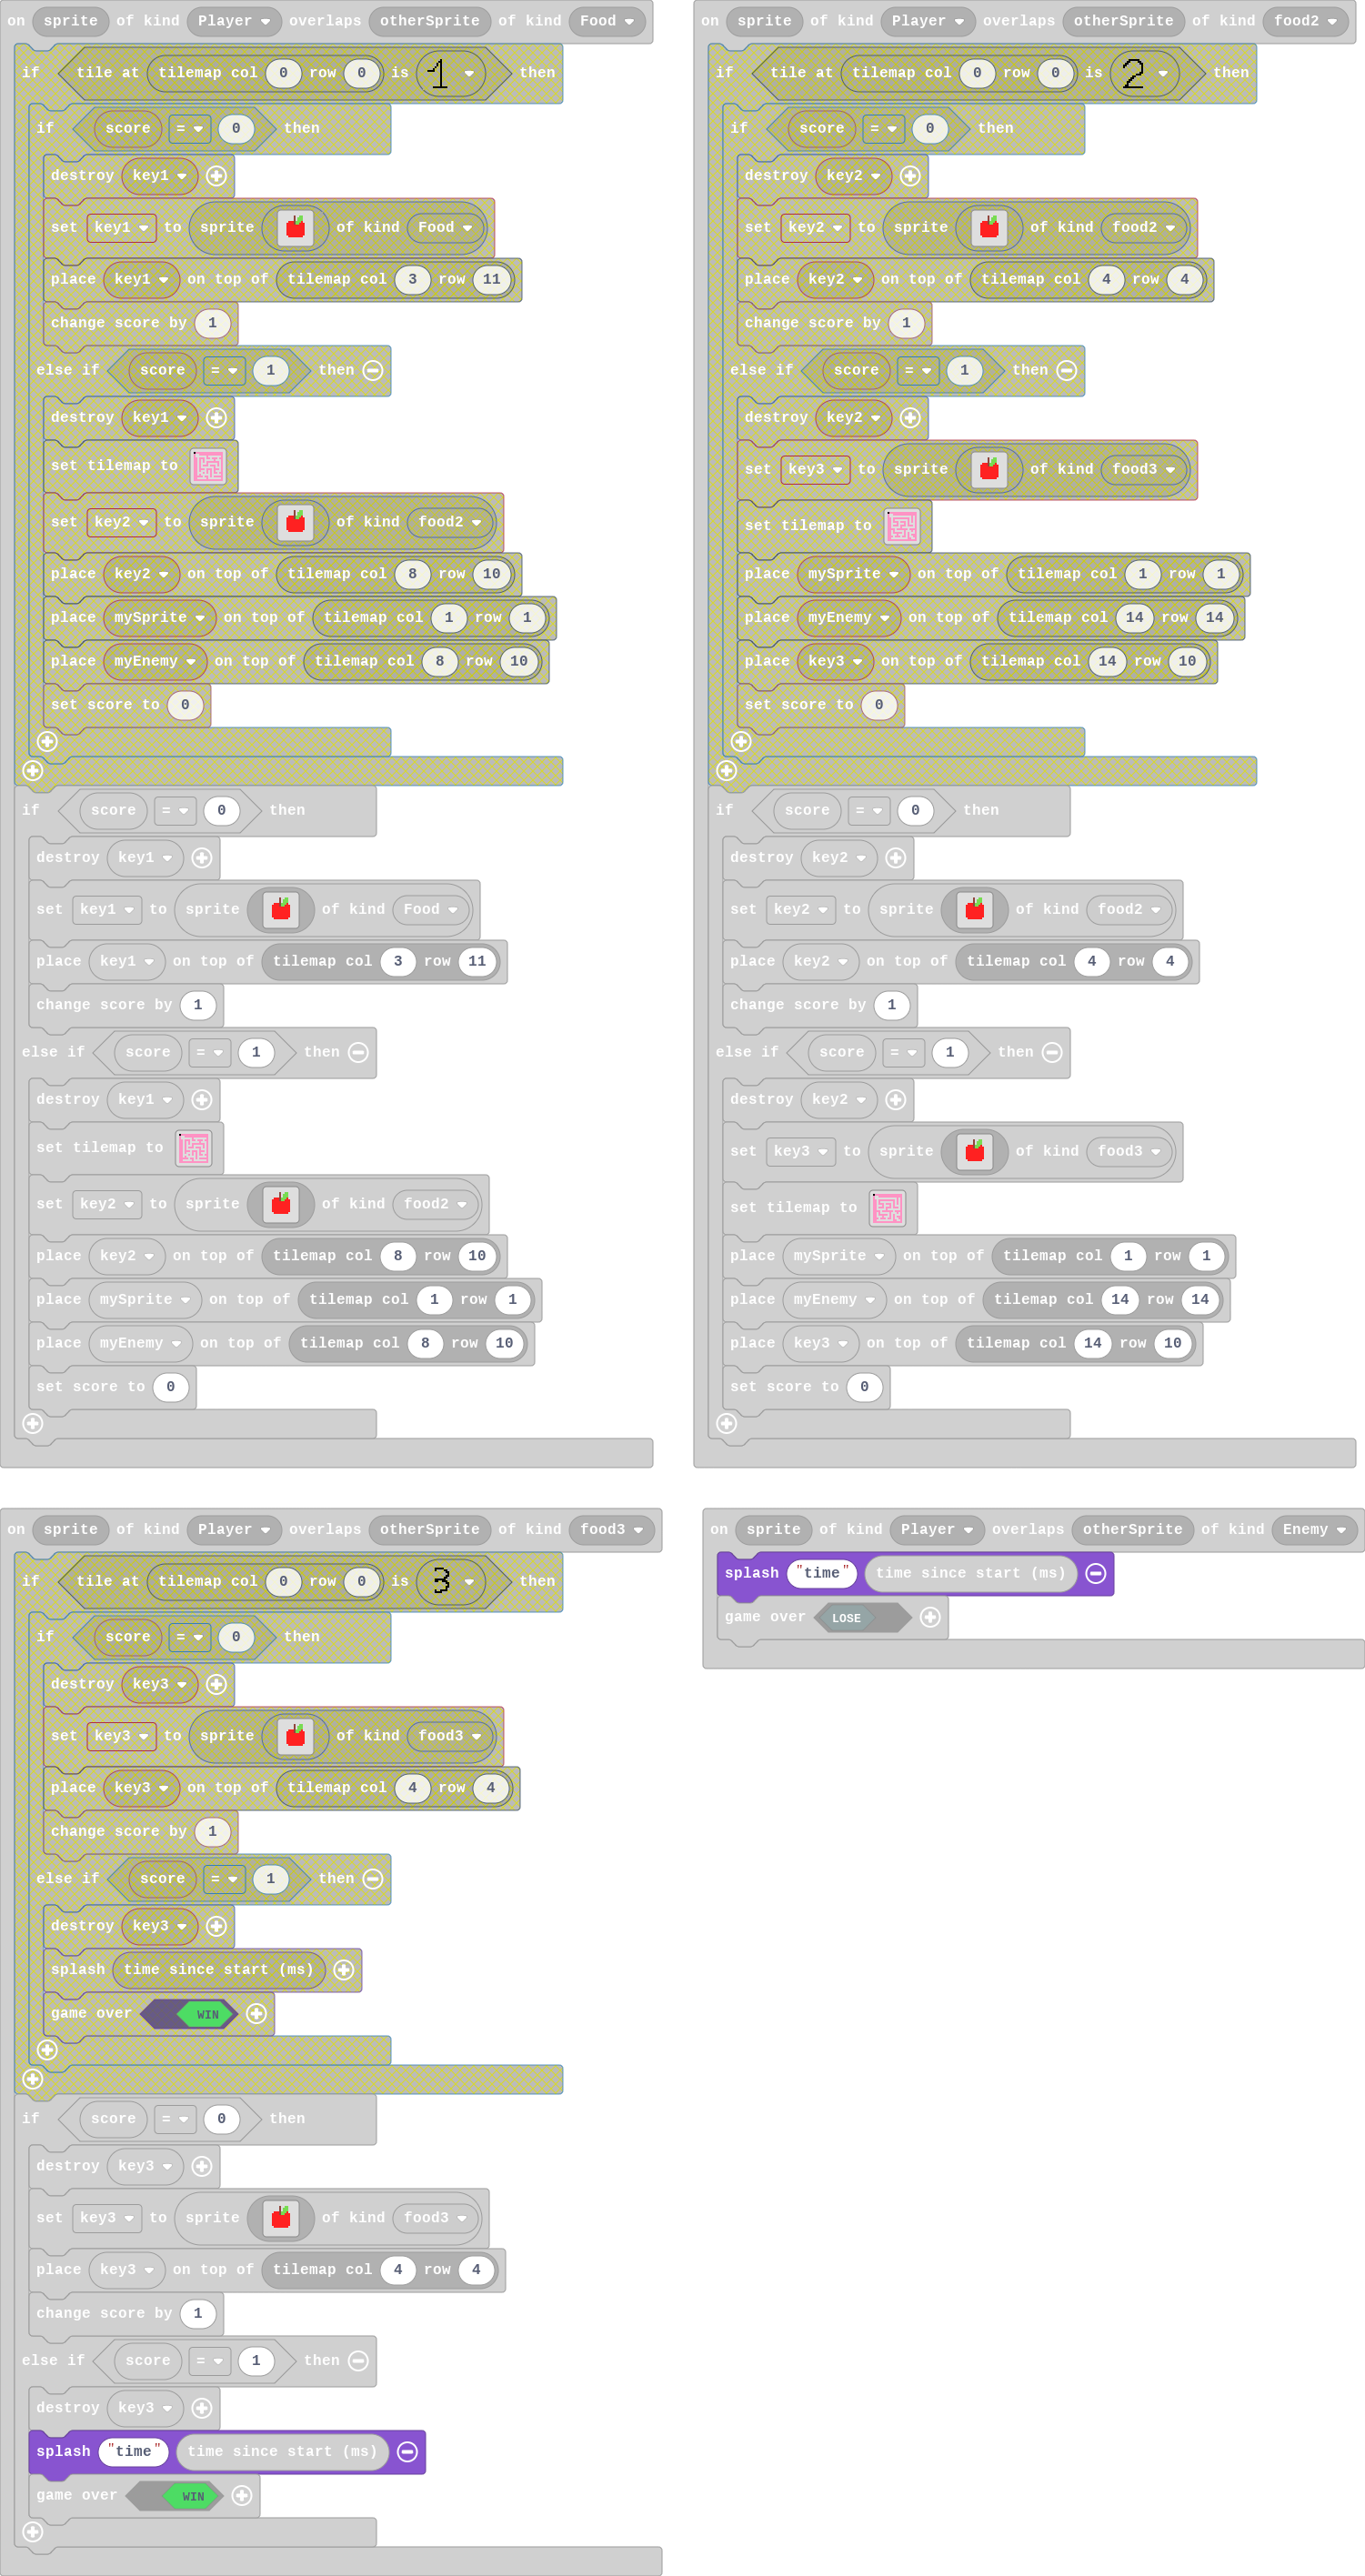 on sprite of kind Player overlaps otherSprite of kind Food
if tile at tilemap col 0 row 0 is 1 then
if score = 0 then
destroy key1
set key1 to sprite of kind Food
place key1 on top of tilemap col 3 row 11
change score by 1
else if score = 1 then
destroy key1
set tilemap to
set key2 to sprite of kind food2
place key2 on top of tilemap col 8 row 10
place mySprite on top of tilemap col 1 row 1
place myEnemy on top of tilemap col 8 row 10
set score to 0
if score = 0 then
destroy key1
set key1 to sprite of kind Food
place key1 on top of tilemap col 3 row 11
change score by 1
else if score = 1 then
destroy key1
set tilemap to
set key2 to sprite of kind food2
place key2 on top of tilemap col 8 row 10
place mySprite on top of tilemap col 1 row 1
place myEnemy on top of tilemap col 8 row 10
set score to 0
on sprite of kind Player overlaps otherSprite of kind food2
if tile at tilemap col 0 row 0 is 2 then
if score = 0 then
destroy key2
set key2 to sprite of kind food2
place key2 on top of tilemap col 4 row 4
change score by 1
else if score = 1 then
destroy key2
set key3 to sprite of kind food3
set tilemap to
place mySprite on top of tilemap col 1 row 1
place myEnemy on top of tilemap col 14 row 14
place key3 on top of tilemap col 14 row 10
set score to 0
if score = 0 then
destroy key2
set key2 to sprite of kind food2
place key2 on top of tilemap col 4 row 4
change score by 1
else if score = 1 then
destroy key2
set key3 to sprite of kind food3
set tilemap to
place mySprite on top of tilemap col 1 row 1
place myEnemy on top of tilemap col 14 row 14
place key3 on top of tilemap col 14 row 10
set score to 0
on sprite of kind Player overlaps otherSprite of kind food3
if tile at tilemap col 0 row 0 is 3 then
if score = 0 then
destroy key3
set key3 to sprite of kind food3
place key3 on top of tilemap col 4 row 4
change score by 1
else if score = 1 then
destroy key3
splash time since start (ms)
game over WIN
if score = 0 then
destroy key3
set key3 to sprite of kind food3
place key3 on top of tilemap col 4 row 4
change score by 1
else if score = 1 then
destroy key3
splash "time" time since start (ms)
game over WIN
on sprite of kind Player overlaps otherSprite of kind Enemy
splash "time" time since start (ms)
game over LOSE